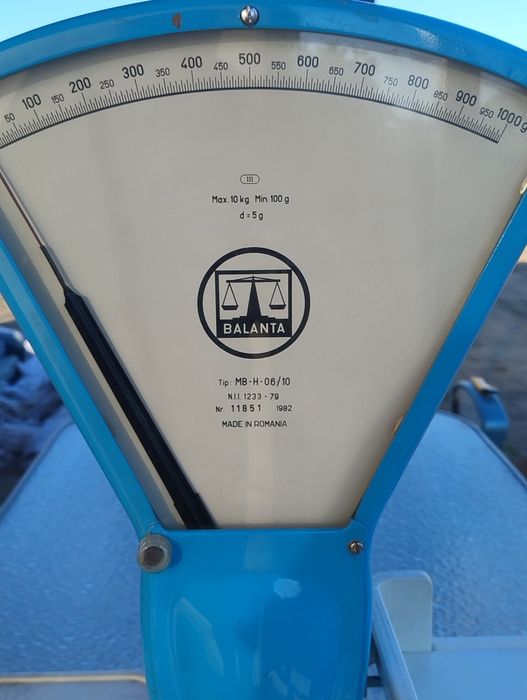 50 100 150 200 250 300 350 400 450 500 550 600 650 700 750 800 850 900 950 1000 g
III
Max. 10 kg Min. 100 g
d = 5 g
BALANTA
Tip: MB-H-06/10
N.I.I. 1233 - 79
Nr. 11851 1982
MADE IN ROMANIA